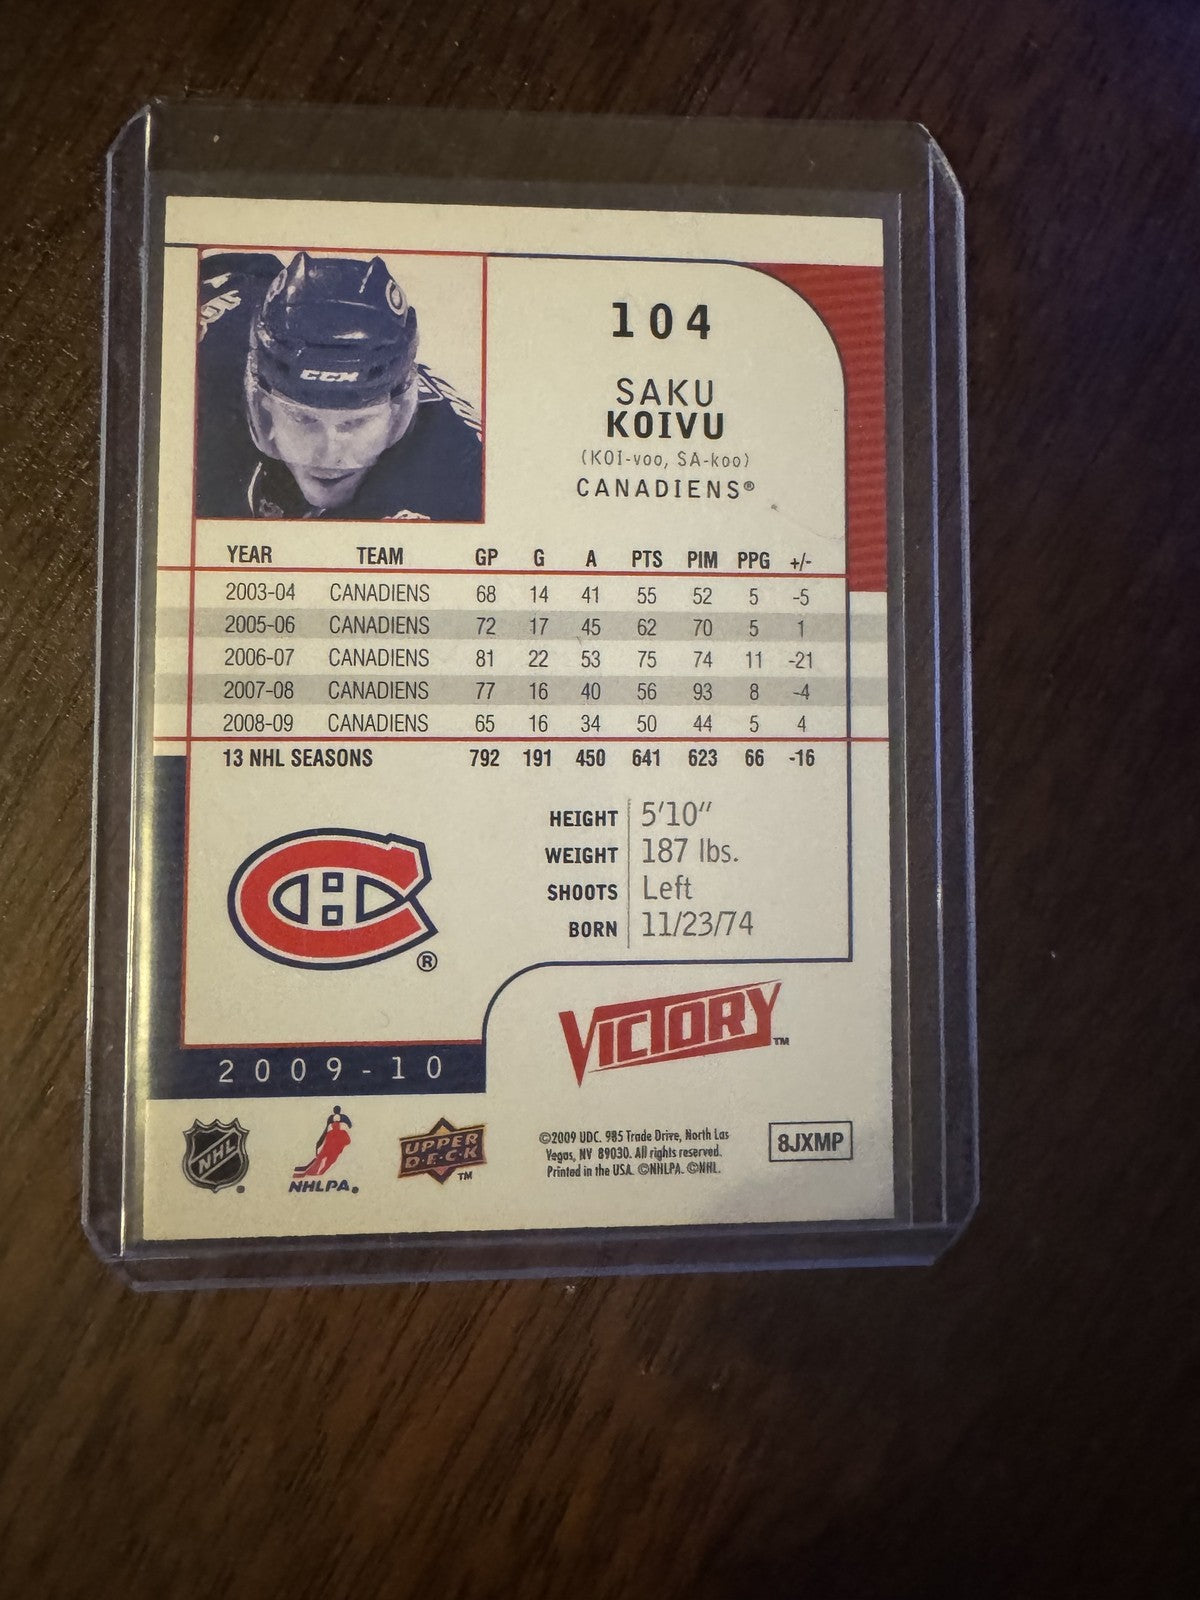 CCM
104
SAKU
KOIVU
(KOI-voo, SA-koo)
CANADIENS®
YEAR TEAM GP G A PTS PIM PPG +/-
2003-04 CANADIENS 68 14 41 55 52 5 -5
2005-06 CANADIENS 72 17 45 62 70 5 1
2006-07 CANADIENS 81 22 53 75 74 11 -21
2007-08 CANADIENS 77 16 40 56 93 8 -4
2008-09 CANADIENS 65 16 34 50 44 5 4
13 NHL SEASONS 792 191 450 641 623 66 -16
HEIGHT 5'10"
WEIGHT 187 lbs.
SHOOTS Left
BORN 11/23/74
®
VICTORY™
2009-10
NHL
NHLPA®
UPPER
DECK™
©2009 UDC. 985 Trade Drive, North Las
Vegas, NV 89030. All rights reserved.
Printed in the USA. ©NHLPA. ©NHL.
8JXMP